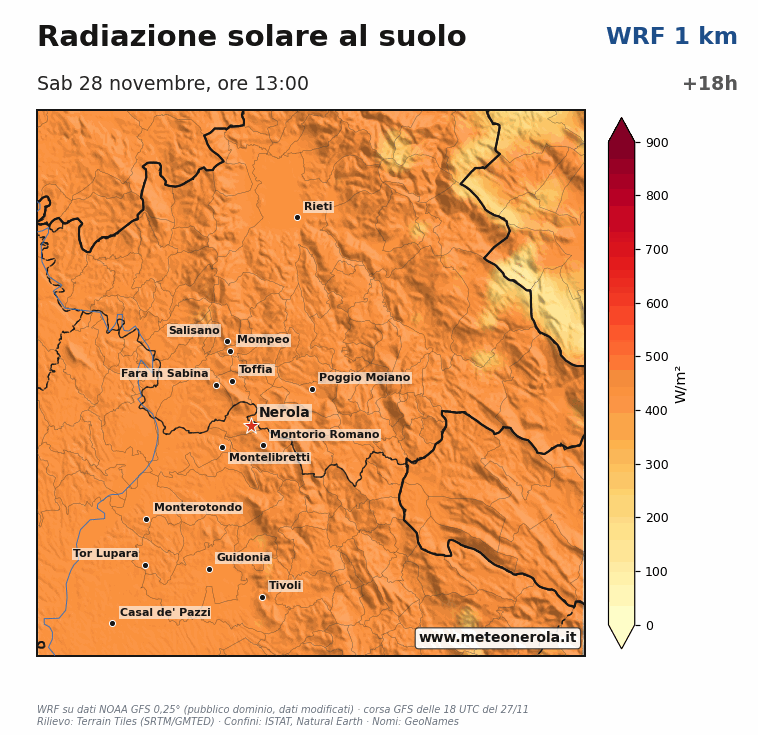 Radiazione solare al suolo
WRF 1 km
Sab 28 novembre, ore 13:00
+18h
Rieti
Salisano
Mompeo
Fara in Sabina
Toffia
Poggio Moiano
Nerola
Montorio Romano
Montelibretti
Monterotondo
Tor Lupara
Guidonia
Tivoli
Casal de' Pazzi
www.meteonerola.it
900
800
700
600
500
400
300
200
100
0
W/m²
WRF su dati NOAA GFS 0,25° (pubblico dominio, dati modificati) · corsa GFS delle 18 UTC del 27/11
Rilievo: Terrain Tiles (SRTM/GMTED) · Confini: ISTAT, Natural Earth · Nomi: GeoNames